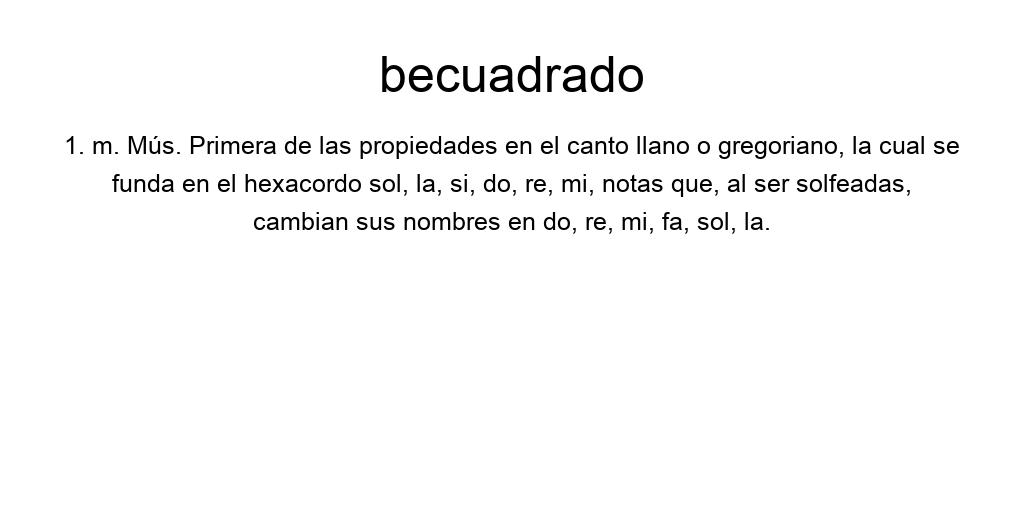 becuadrado
1. m. Mús. Primera de las propiedades en el canto llano o gregoriano, la cual se
funda en el hexacordo sol, la, si, do, re, mi, notas que, al ser solfeadas,
cambian sus nombres en do, re, mi, fa, sol, la.